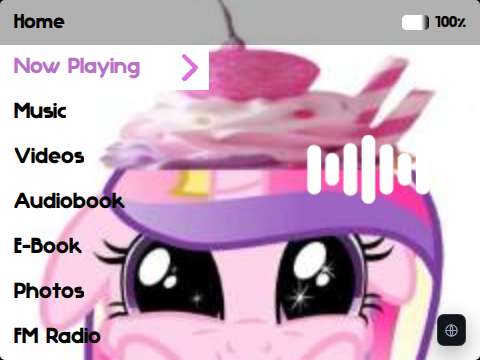 Home
100%
Now Playing
Music
Videos
Audiobook
E-Book
Photos
FM Radio